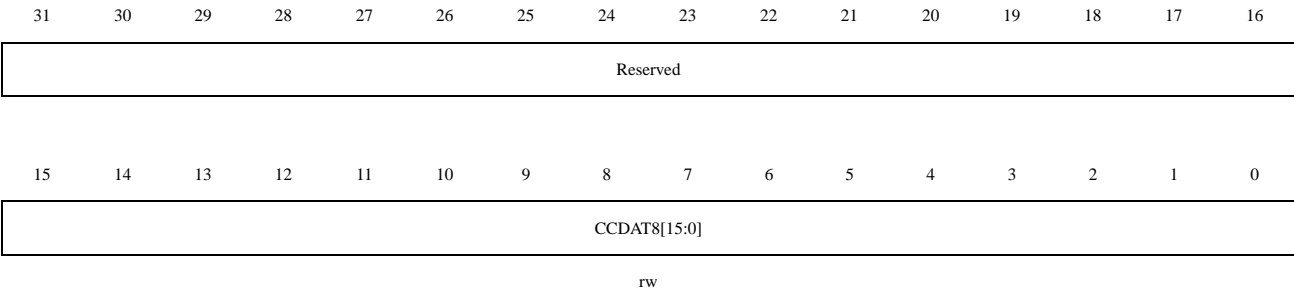 31 30 29 28 27 26 25 24 23 22 21 20 19 18 17 16
Reserved
15 14 13 12 11 10 9 8 7 6 5 4 3 2 1 0
CCDAT8[15:0]
rw